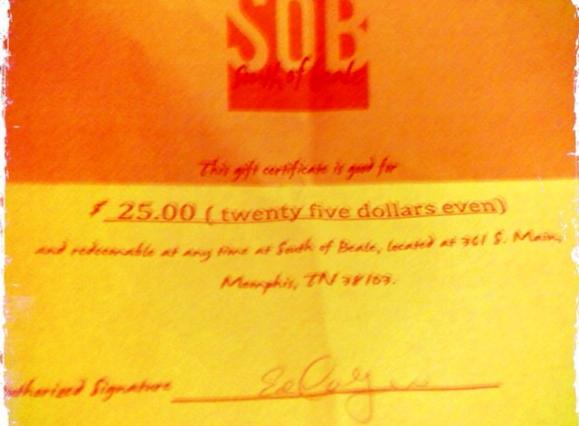 SOB
South of Beale
This gift certificate is good for
$ 25.00 ( twenty five dollars even)
and redeemable at any time at South of Beale, located at 361 S. Main,
Memphis, TN 38103.
Authorized Signature